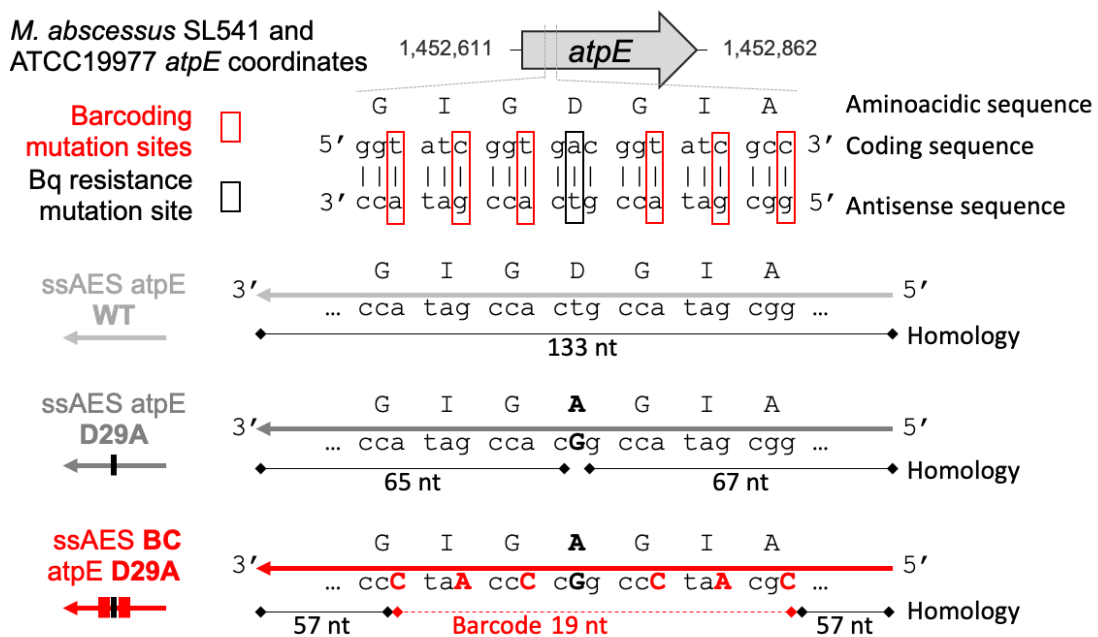 M. abscessus SL541 and
ATCC19977 atpE coordinates
1,452,611 atpE 1,452,862
G I G D G I A Aminoacidic sequence
Barcoding
mutation sites
5′ ggt atc ggt gac ggt atc gcc 3′ Coding sequence
Bq resistance
mutation site
3′ cca tag cca ctg cca tag cgg 5′ Antisense sequence
G I G D G I A
ssAES atpE
WT
3′ 5′
… cca tag cca ctg cca tag cgg …
Homology
133 nt
G I G A G I A
ssAES atpE
D29A
3′ 5′
… cca tag cca cGg cca tag cgg …
Homology
65 nt 67 nt
G I G A G I A
ssAES BC
atpE D29A
3′ 5′
… ccC taA ccC cGg ccC taA cgC …
Homology
57 nt Barcode 19 nt 57 nt